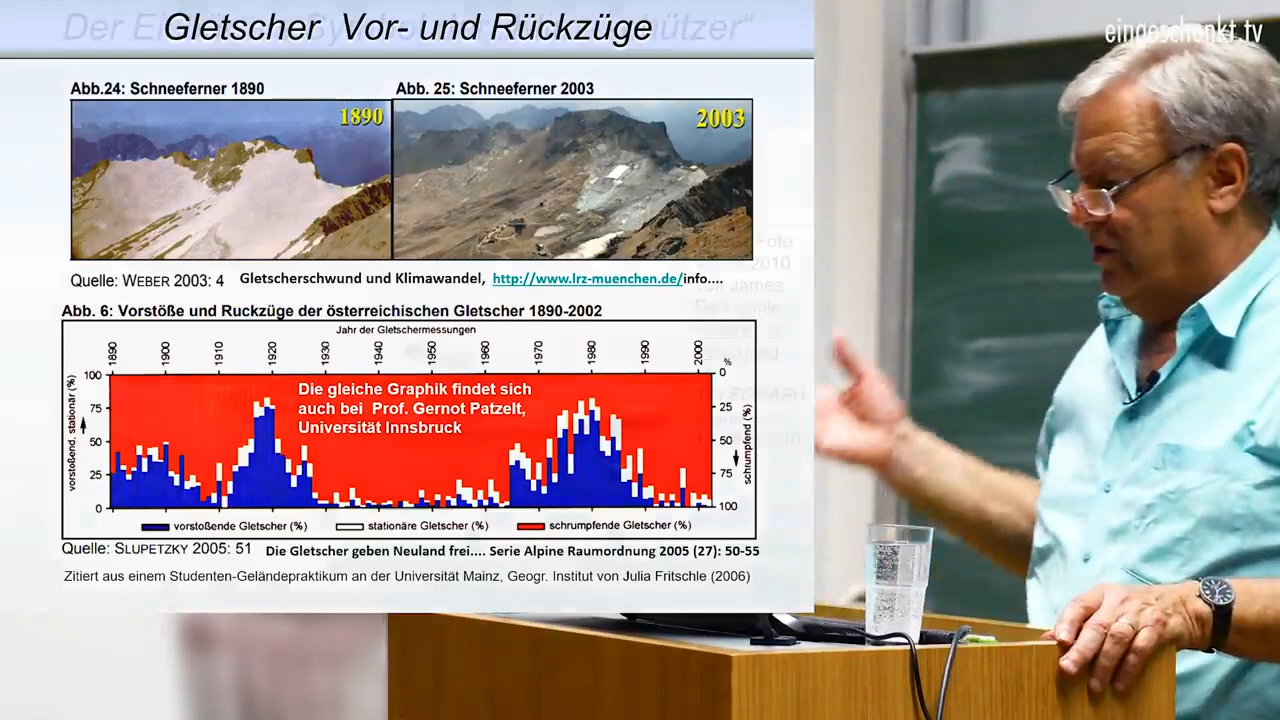 Gletscher Vor- und Rückzüge
eingeschenkt.tv
Abb.24: Schneeferner 1890
Abb. 25: Schneeferner 2003
1890
2003
Quelle: WEBER 2003: 4 Gletscherschwund und Klimawandel, http://www.lrz-muenchen.de/info....
Abb. 6: Vorstöße und Ruckzüge der österreichischen Gletscher 1890-2002
Jahr der Gletschermessungen
1890 1900 1910 1920 1930 1940 1950 1960 1970 1980 1990 2000
%
100 75 50 25 0
vorstoßend, stationär (%)
0 25 50 75 100
schrumpfend (%)
Die gleiche Graphik findet sich
auch bei Prof. Gernot Patzelt,
Universität Innsbruck
vorstoßende Gletscher (%) stationäre Gletscher (%) schrumpfende Gletscher (%)
Quelle: SLUPETZKY 2005: 51 Die Gletscher geben Neuland frei.... Serie Alpine Raumordnung 2005 (27): 50-55
Zitiert aus einem Studenten-Geländepraktikum an der Universität Mainz, Geogr. Institut von Julia Fritschle (2006)